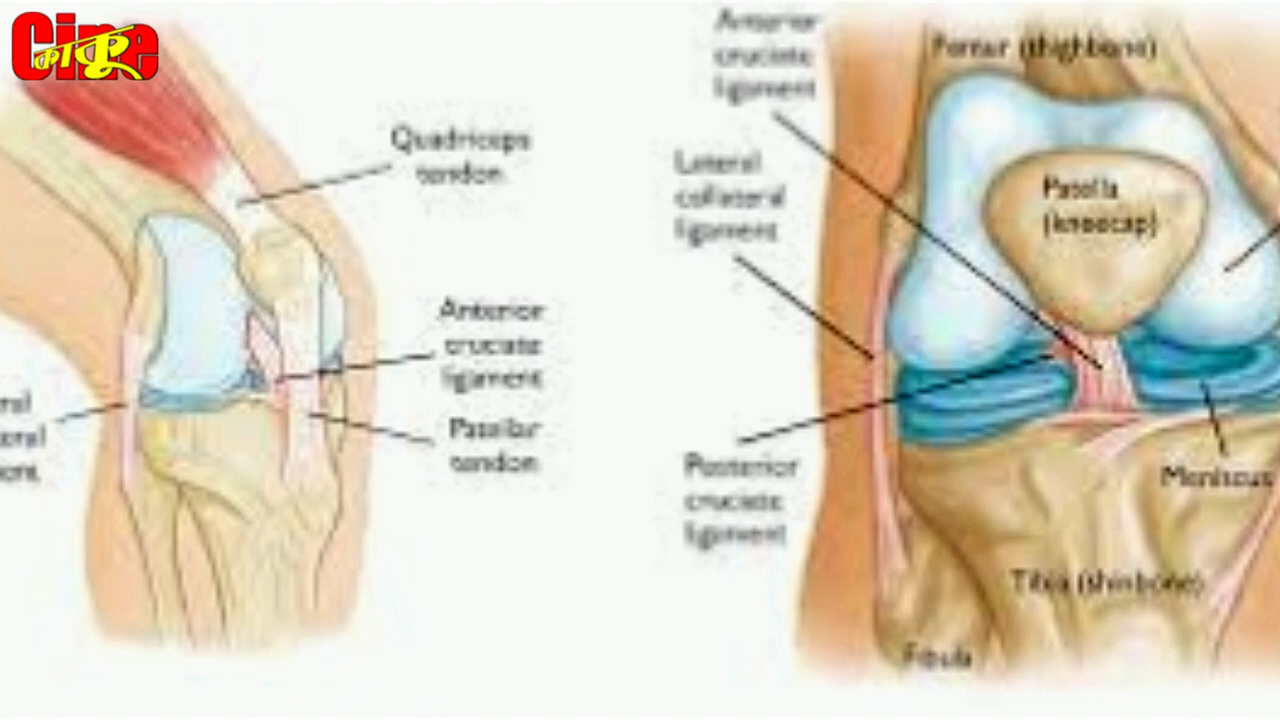 Cine
কাকু
Quadriceps
tendon
Anterior
cruciate
ligament
Patellar
tendon
Anterior
cruciate
ligament
Lateral
collateral
ligament
Posterior
cruciate
ligament
Femur (thighbone)
Patella
(kneecap)
Meniscus
Tibia (shinbone)
Fibula